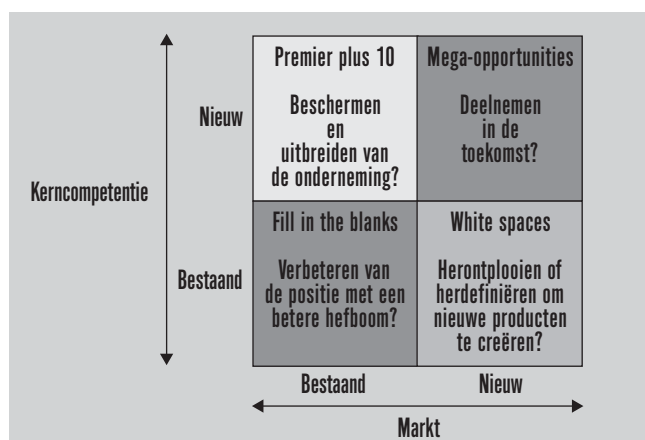 Premier plus 10
Beschermen
en
uitbreiden van
de onderneming?
Mega-opportunities
Deelnemen
in de
toekomst?
Nieuw
Kerncompetentie
Bestaand
Fill in the blanks
Verbeteren van
de positie met een
betere hefboom?
White spaces
Herontplooien of
herdefiniëren om
nieuwe producten
te creëren?
Bestaand
Nieuw
Markt